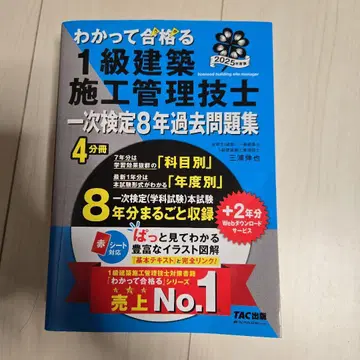 わかって合格る
2025年度版
1級建築
施工管理技士
一次検定8年過去問題集
三浦伸也
4分冊
7年分は
学習効果抜群の
「科目別」
最新1年分は
本試験形式がわかる
「年度別」
一次検定(学科試験)本試験
8年分まるごと収録
+2年分
Webダウンロード
サービス
赤シート
対応
ぱっと見てわかる
豊富なイラスト図解
『基本テキスト』と完全リンク!
1級建築施工管理技士対策書籍
「わかって合格る」シリーズ
売上No.1
TAC出版